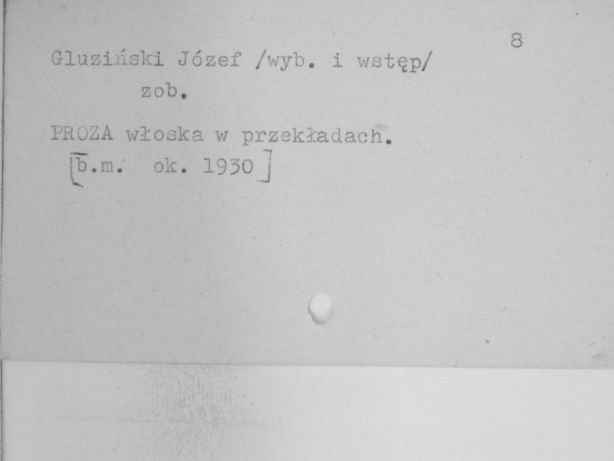 8
Gluziński Józef /wyb. i wstęp/
zob.
PROZA włoska w przekładach.
[b.m. ok. 1930]